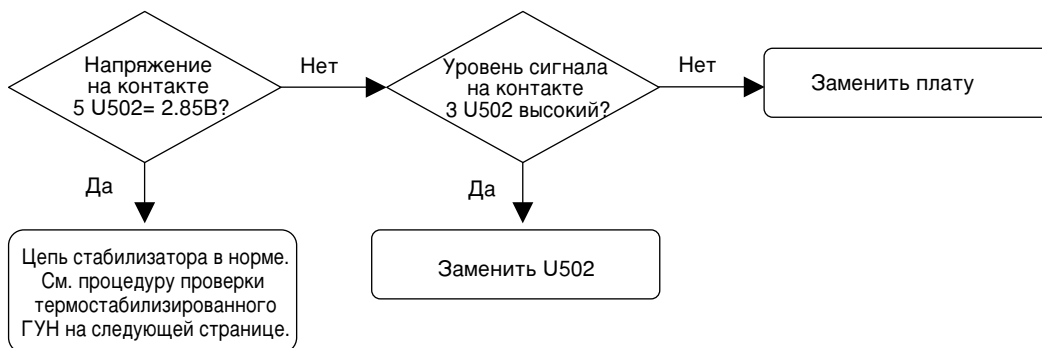 Напряжение
на контакте
5 U502= 2.85В?
Нет
Уровень сигнала
на контакте
3 U502 высокий?
Нет
Заменить плату
Да
Да
Цепь стабилизатора в норме.
См. процедуру проверки
термостабилизированного
ГУН на следующей странице.
Заменить U502